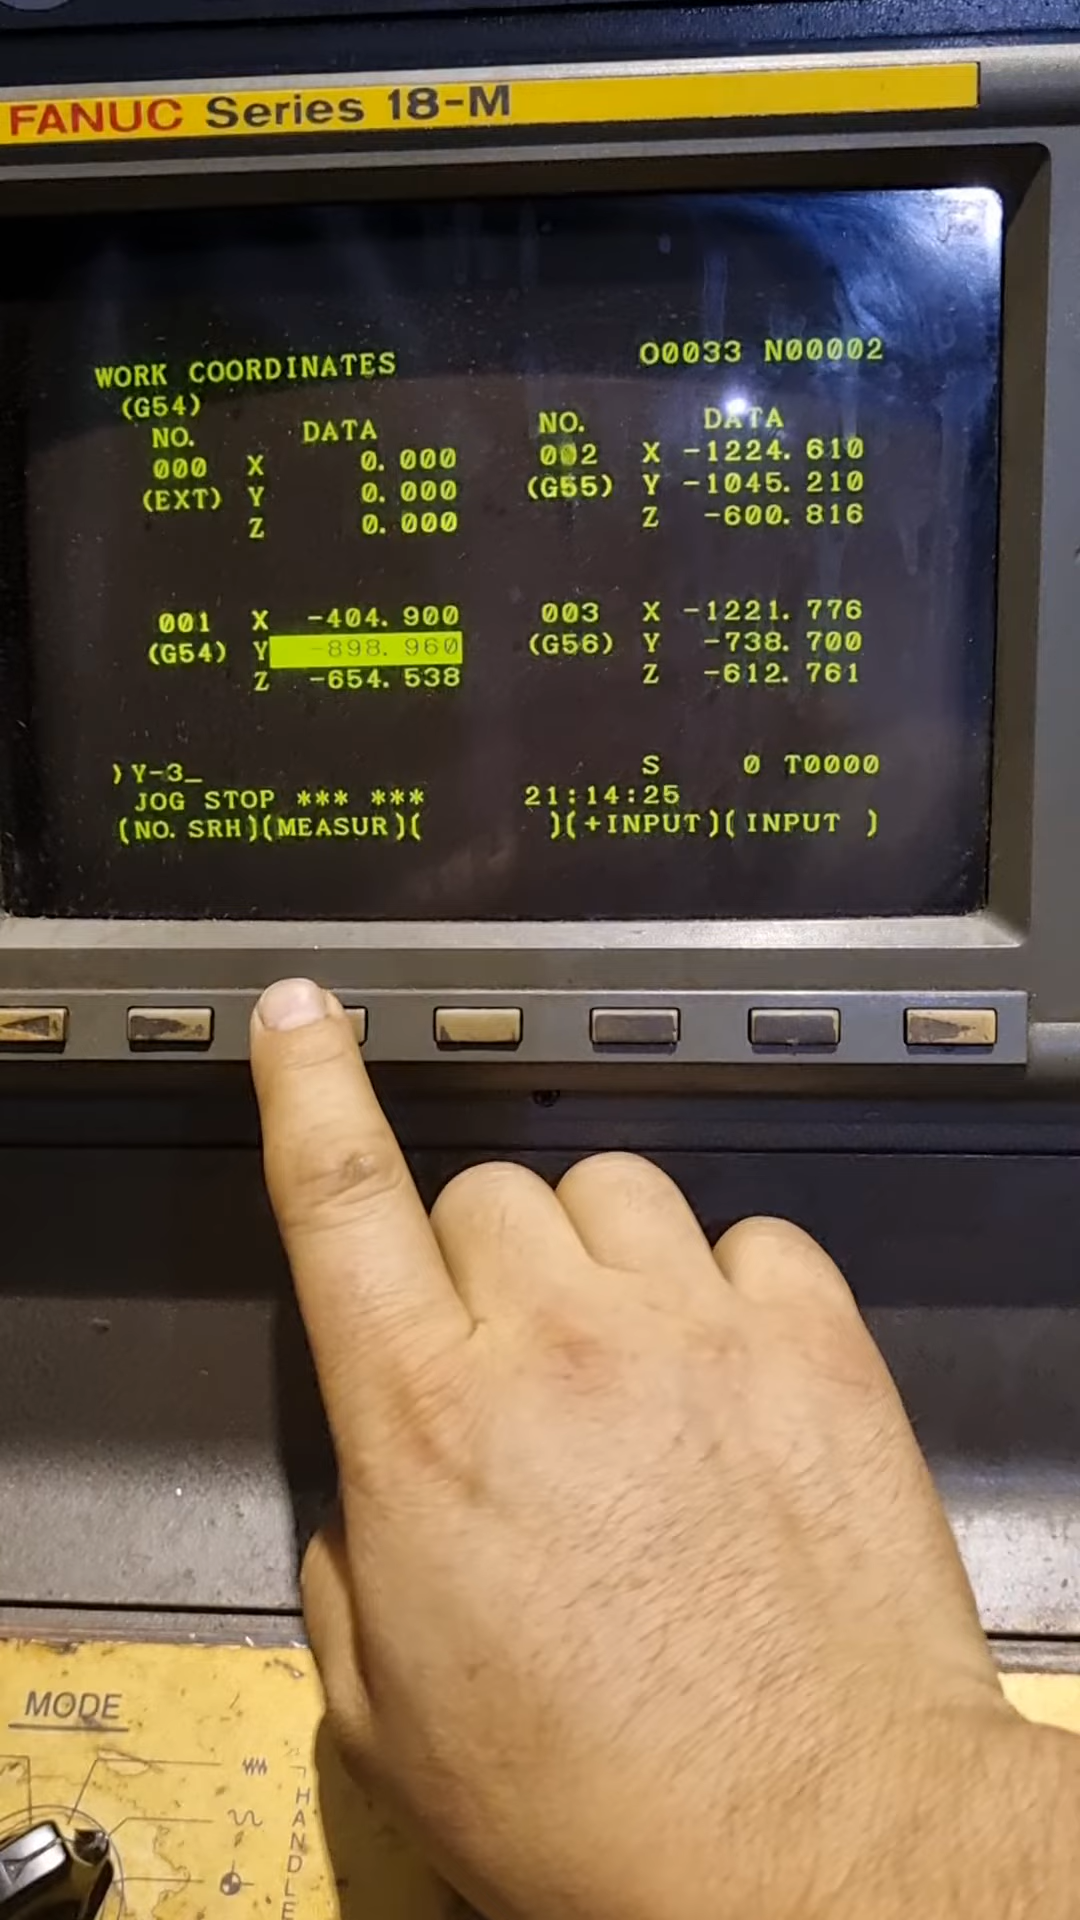 FANUC Series 18-M
WORK COORDINATES O0033 N00002
(G54)
NO. DATA NO. DATA
000 X 0.000 002 X -1224.610
(EXT) Y 0.000 (G55) Y -1045.210
Z 0.000 Z -600.816
001 X -404.900 003 X -1221.776
(G54) Y -898.960 (G56) Y -738.700
Z -654.538 Z -612.761
)Y-3_ S 0 T0000
JOG STOP *** *** 21:14:25
(NO.SRH)(MEASUR)( )(+INPUT)(INPUT )
MODE
HANDLE